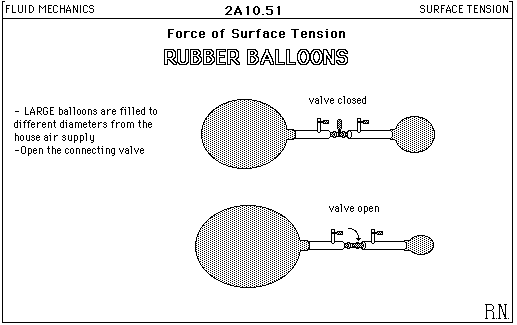 FLUID MECHANICS
2A10.51
SURFACE TENSION
Force of Surface Tension
RUBBER BALLOONS
- LARGE balloons are filled to
different diameters from the
house air supply
-Open the connecting valve
valve closed
valve open
R.N.